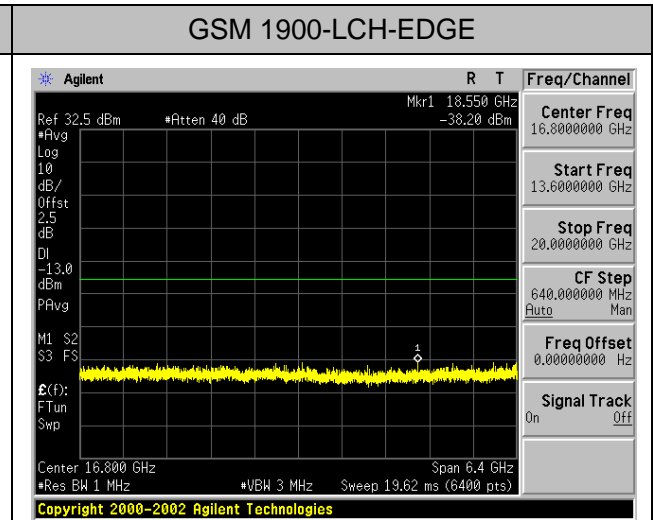 GSM 1900-LCH-EDGE
Agilent R T Freq/Channel
Mkr1 18.550 GHz
Ref 32.5 dBm #Atten 40 dB -38.20 dBm
#Avg
Log
10
dB/
Offst
2.5
dB
DI
-13.0
dBm
PAvg
M1 S2
S3 FS
£(f):
FTun
Swp
1
Center 16.800 GHz Span 6.4 GHz
#Res BW 1 MHz #VBW 3 MHz Sweep 19.62 ms (6400 pts)
Copyright 2000-2002 Agilent Technologies
Center Freq
16.8000000 GHz
Start Freq
13.6000000 GHz
Stop Freq
20.0000000 GHz
CF Step
640.000000 MHz
Auto Man
Freq Offset
0.00000000 Hz
Signal Track
On Off